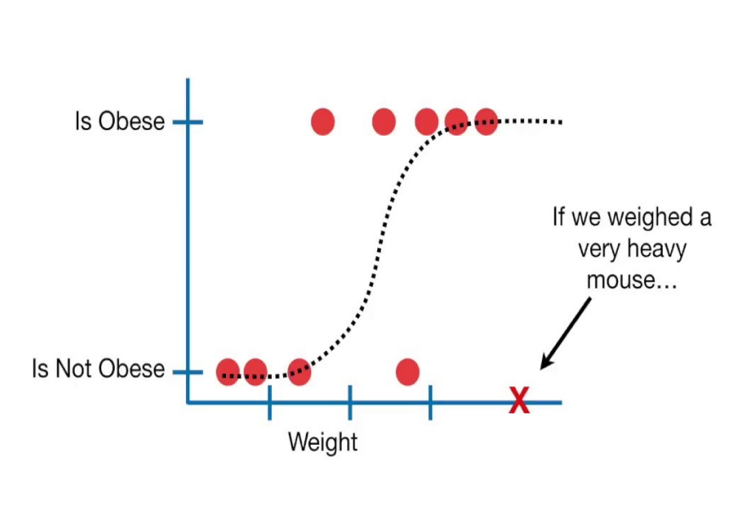 Is Obese
If we weighed a
very heavy
mouse...
Is Not Obese
X
Weight